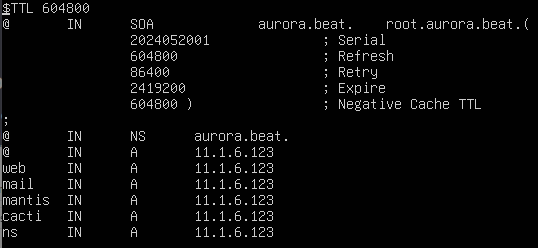 $TTL 604800
@ IN SOA aurora.beat. root.aurora.beat.(
2024052001 ; Serial
604800 ; Refresh
86400 ; Retry
2419200 ; Expire
604800 ) ; Negative Cache TTL
;
@ IN NS aurora.beat.
@ IN A 11.1.6.123
web IN A 11.1.6.123
mail IN A 11.1.6.123
mantis IN A 11.1.6.123
cacti IN A 11.1.6.123
ns IN A 11.1.6.123